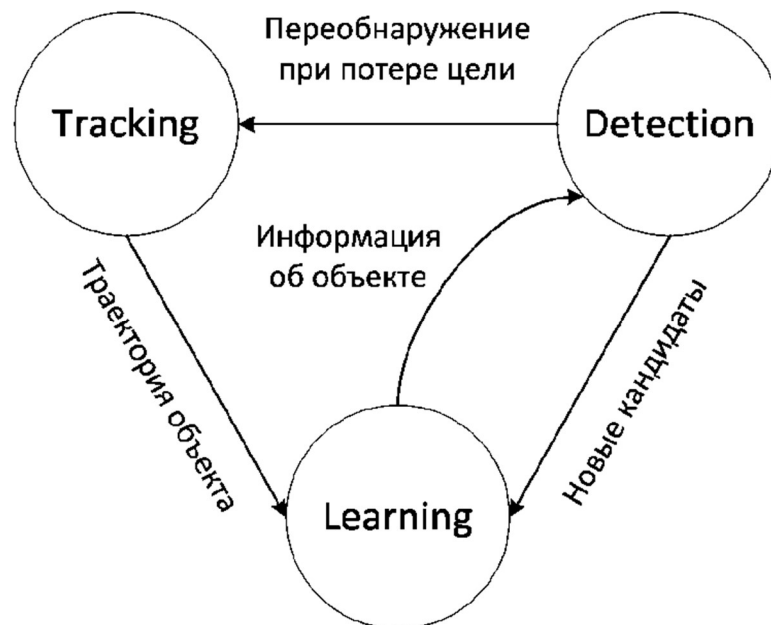 Переобнаружение
при потере цели
Tracking
Detection
Информация
об объекте
Траектория объекта
Новые кандидаты
Learning